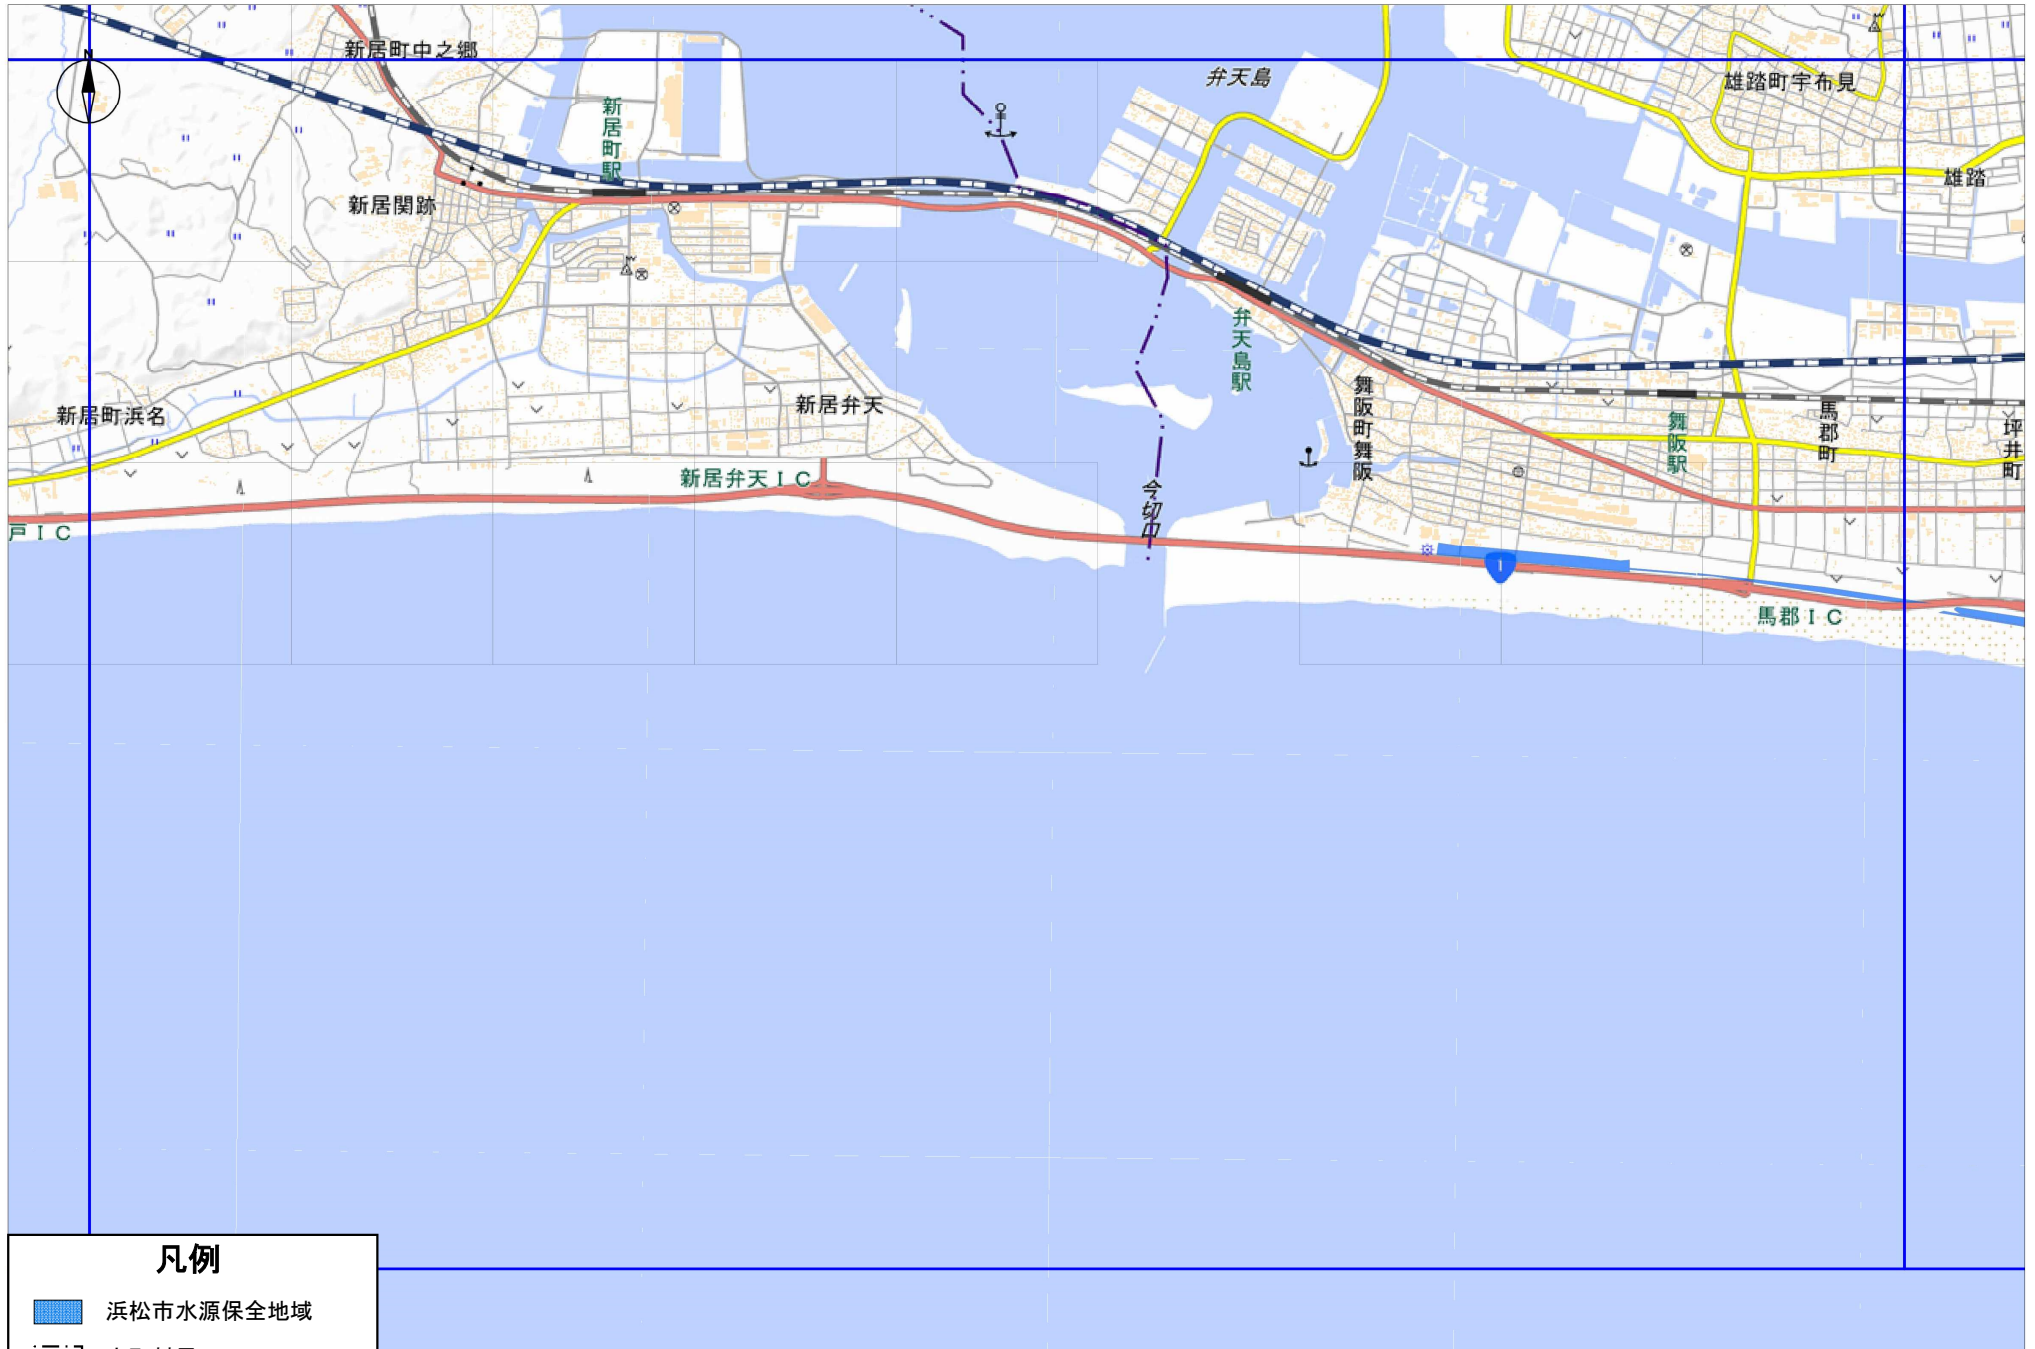 新居町中之郷
N
弁天島
雄踏町宇布見
新居町駅
雄踏
新居関跡
弁天島駅
舞阪町舞阪
新居弁天
新居町浜名
舞阪駅
馬郡町
坪井町
新居弁天IC
今切口
戸IC
1
馬郡IC
凡例
浜松市水源保全地域